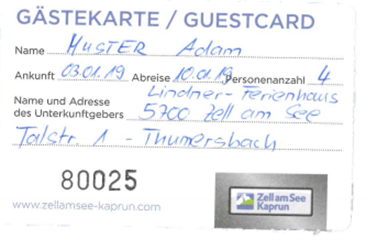 GÄSTEKARTE / GUESTCARD
Name MUSTER Adam
Ankunft 03.01.19 Abreise 10.01.19 Personenanzahl 4
Name und Adresse des Unterkunftgebers Lindner-Ferienhaus
5700 Zell am See
Talstr. 1 - Thumersbach
80025
www.zellamsee-kaprun.com
Zell am See
Kaprun